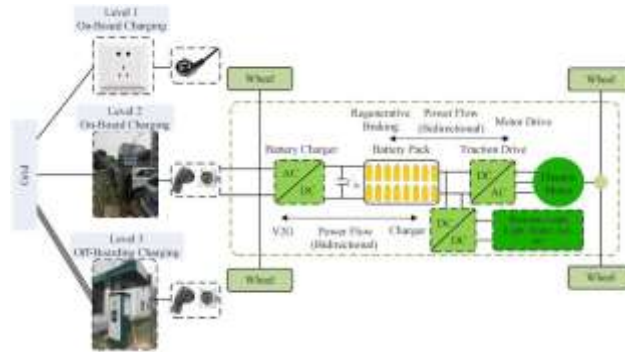 Level 1
On-Board Charging
Level 2
On-Board Charging
Grid
Level 3
Off-Boarding Charging
Wheel
Wheel
Regenerative
Braking
Power Flow
(Bidirectional)
Motor Drive
Battery Charger
Battery Pack
Traction Drive
AC
DC
DC
AC
Electric
Motor
V2G
Power Flow
(Bidirectional)
Charger
DC
DC
Wheel
Wheel